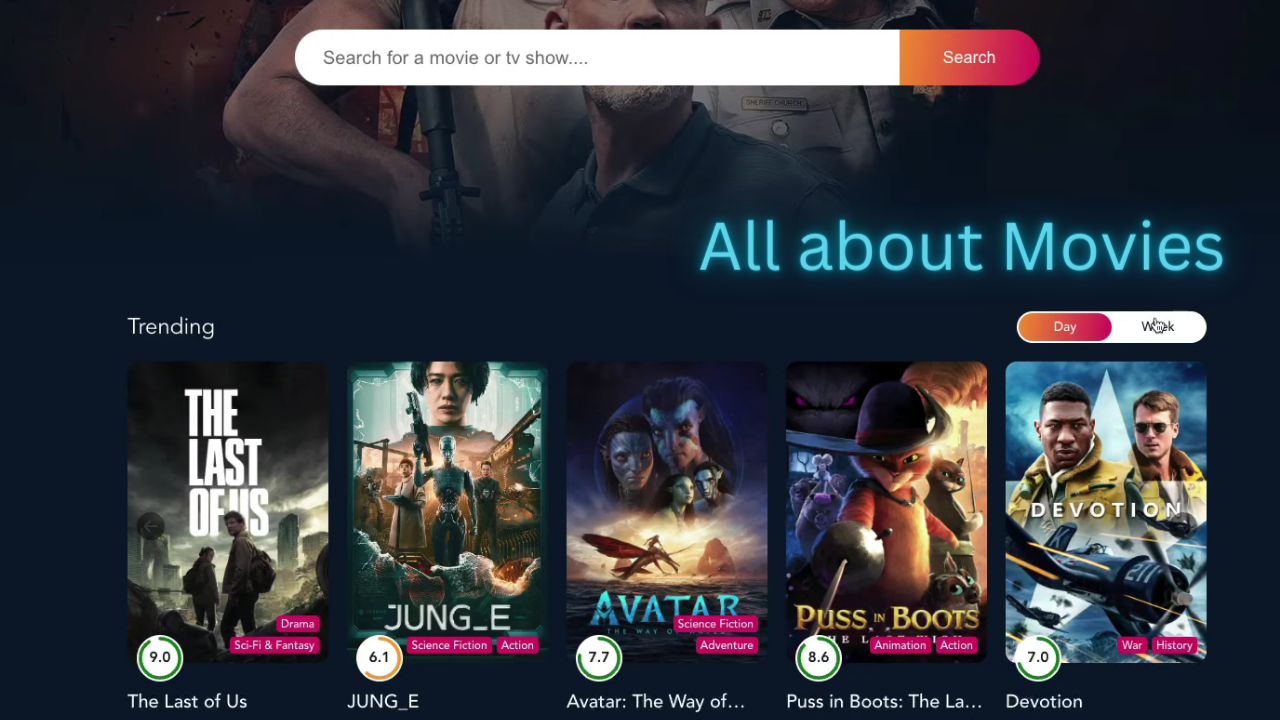 Search for a movie or tv show....
Search
SHERIFF CHURCH
All about Movies
Trending
Day
Week
THE
LAST
OF US
Drama
Sci-Fi & Fantasy
9.0
The Last of Us
JUNG_E
Science Fiction
Action
6.1
JUNG_E
AVATAR
THE WAY OF
Science Fiction
Adventure
7.7
Avatar: The Way of...
PUSS IN BOOTS
THE LAST WISH
Animation
Action
8.6
Puss in Boots: The La...
DEVOTION
War
History
7.0
Devotion